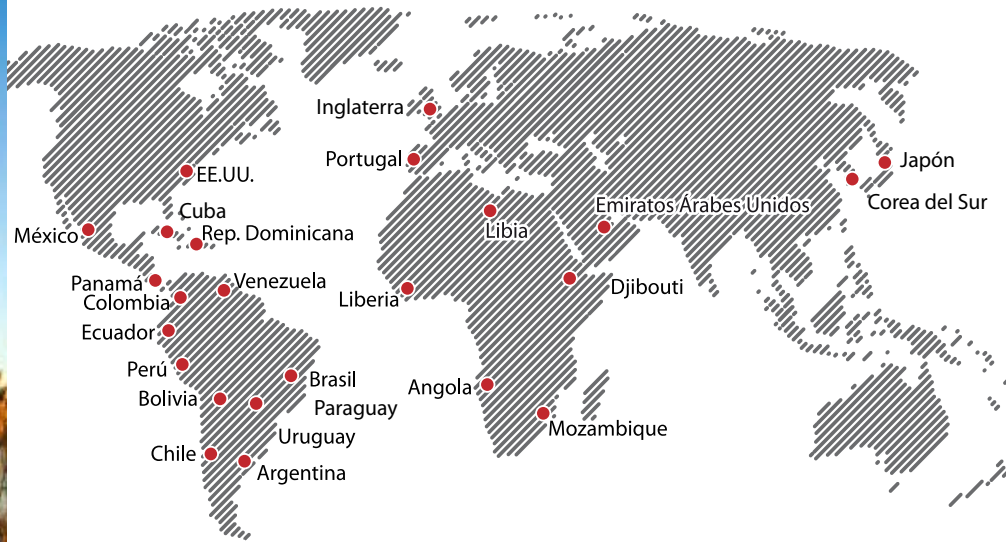 Inglaterra
Portugal
Japón
EE.UU.
Corea del Sur
Cuba
Emiratos Árabes Unidos
México
Rep. Dominicana
Libia
Panamá
Venezuela
Djibouti
Colombia
Liberia
Ecuador
Perú
Brasil
Angola
Bolivia
Paraguay
Mozambique
Uruguay
Chile
Argentina